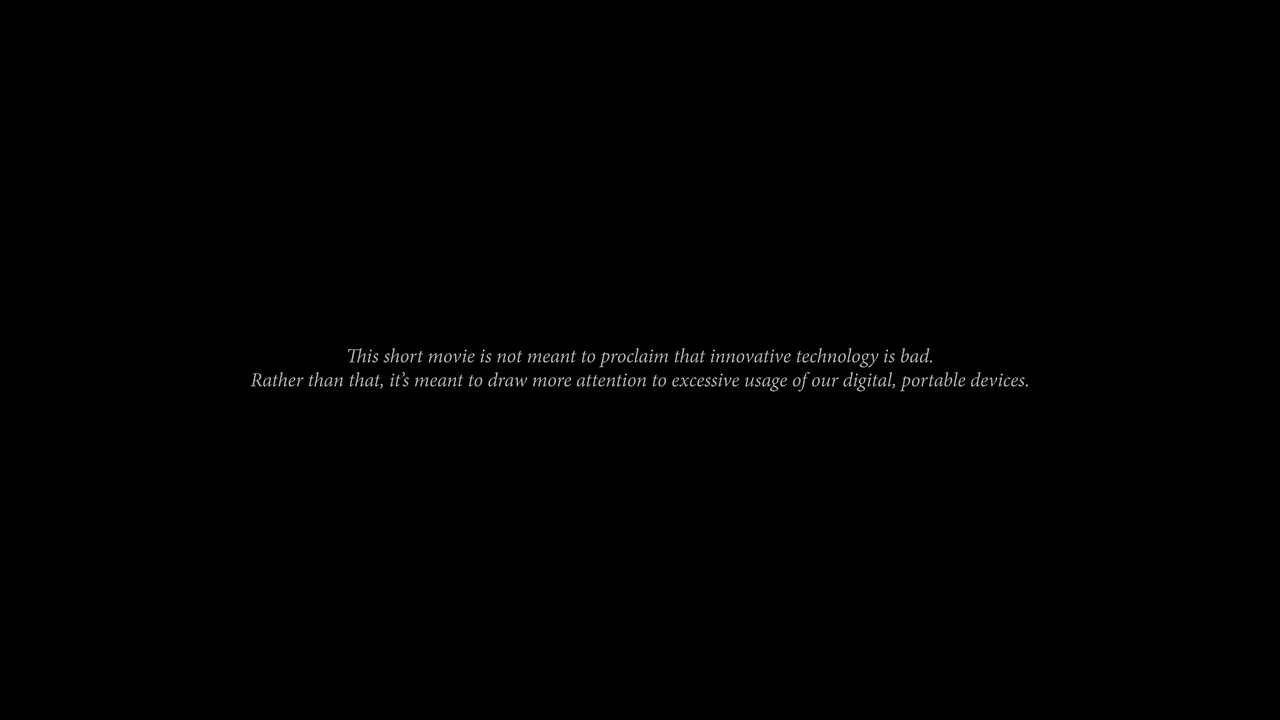 This short movie is not meant to proclaim that innovative technology is bad.
Rather than that, it’s meant to draw more attention to excessive usage of our digital, portable devices.